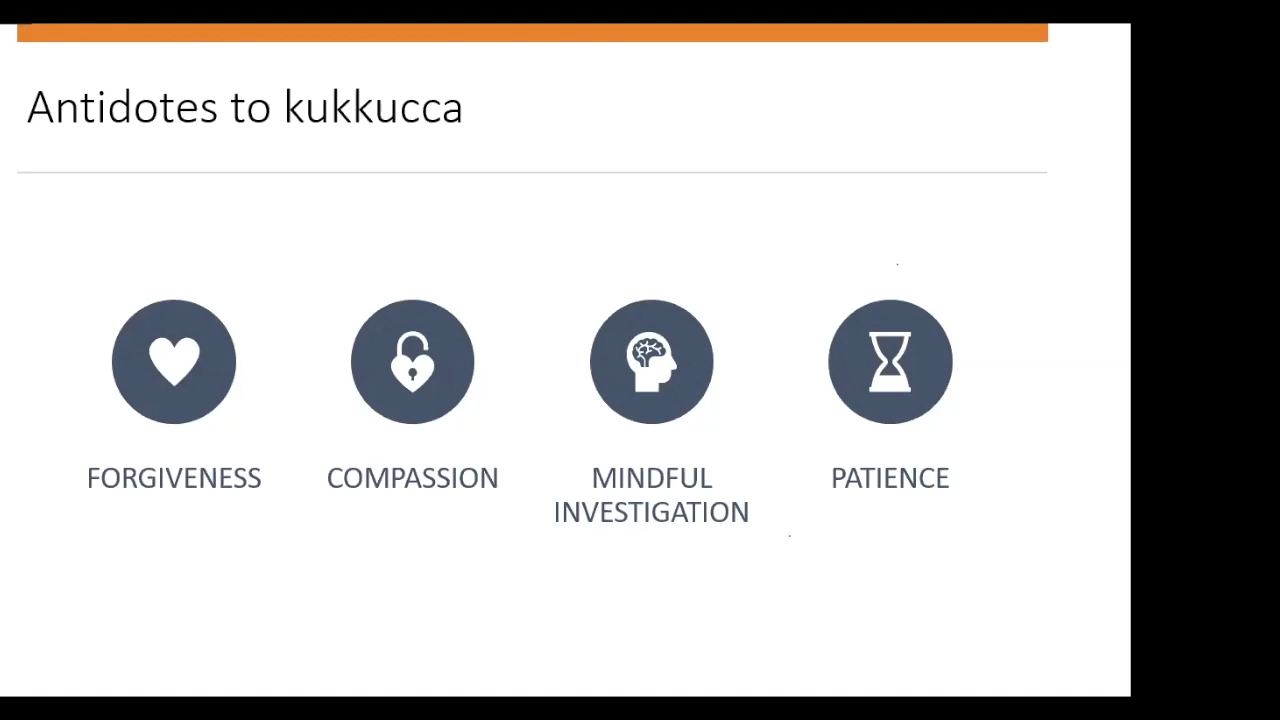 Antidotes to kukkucca
FORGIVENESS
COMPASSION
MINDFUL
INVESTIGATION
PATIENCE